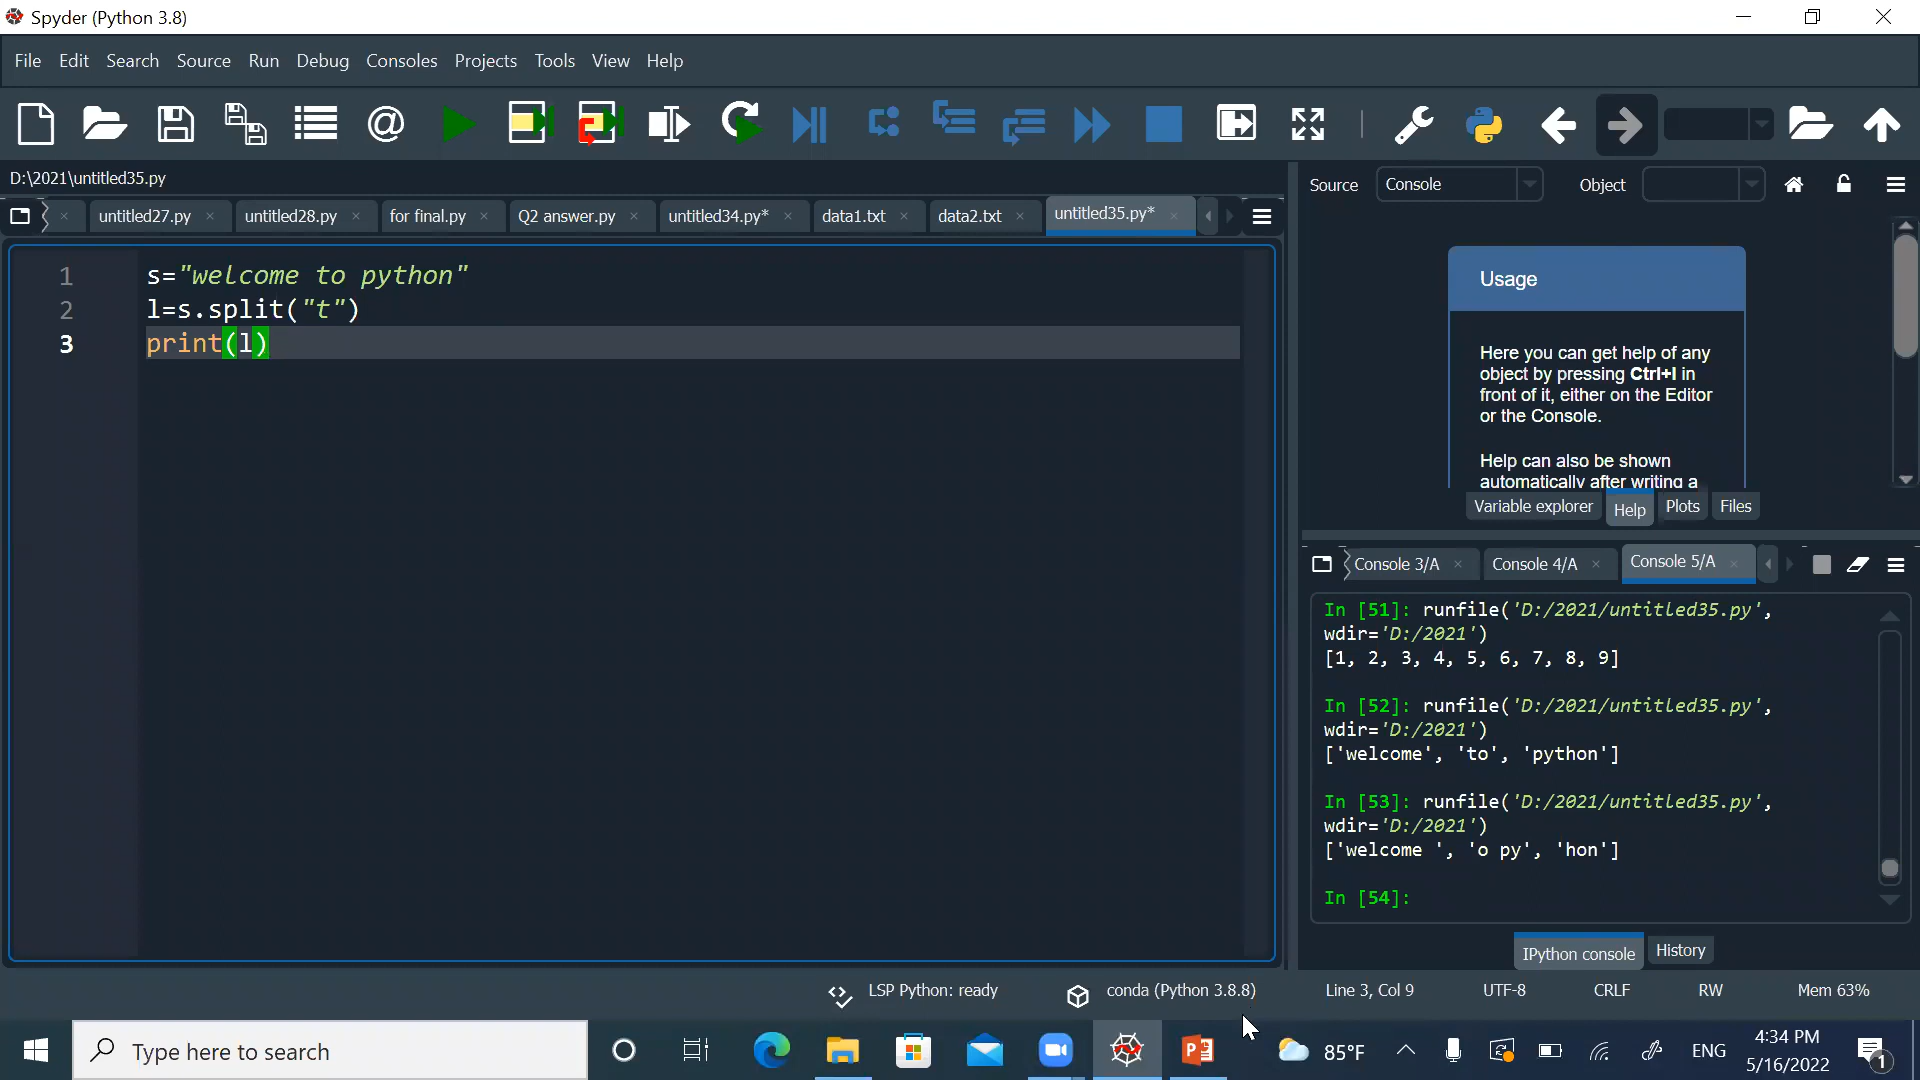 Spyder (Python 3.8)
File Edit Search Source Run Debug Consoles Projects Tools View Help
D:\2021\untitled35.py
untitled27.py untitled28.py for final.py Q2 answer.py untitled34.py* data1.txt data2.txt untitled35.py*
1 s="welcome to python"
2 l=s.split("t")
3 print(l)
Source Console Object
Usage
Here you can get help of any
object by pressing Ctrl+I in
front of it, either on the Editor
or the Console.
Help can also be shown
automatically after writing a
Variable explorer Help Plots Files
Console 3/A Console 4/A Console 5/A
In [51]: runfile('D:/2021/untitled35.py',
wdir='D:/2021')
[1, 2, 3, 4, 5, 6, 7, 8, 9]
In [52]: runfile('D:/2021/untitled35.py',
wdir='D:/2021')
['welcome', 'to', 'python']
In [53]: runfile('D:/2021/untitled35.py',
wdir='D:/2021')
['welcome ', 'o py', 'hon']
In [54]:
IPython console History
LSP Python: ready conda (Python 3.8.8) Line 3, Col 9 UTF-8 CRLF RW Mem 63%
Type here to search
85°F ENG
4:34 PM
5/16/2022
1